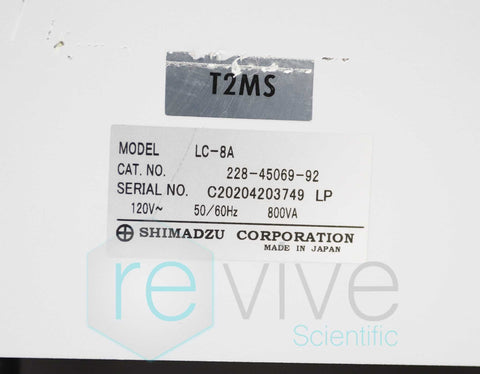 T2MS
MODEL LC-8A
CAT. NO. 228-45069-92
SERIAL NO. C20204203749 LP
120V~ 50/60Hz 800VA
SHIMADZU CORPORATION
MADE IN JAPAN
revive
Scientific